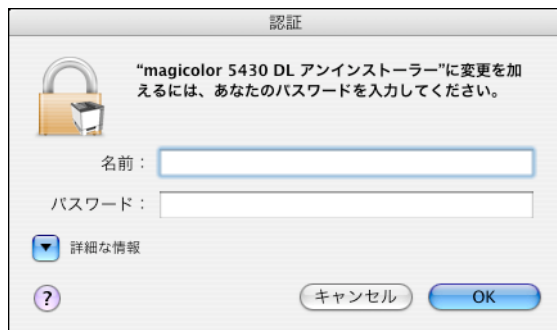 認証
“magicolor 5430 DL アンインストーラー”に変更を加
えるには、あなたのパスワードを入力してください。
名前：
パスワード：
詳細な情報
?
キャンセル
OK